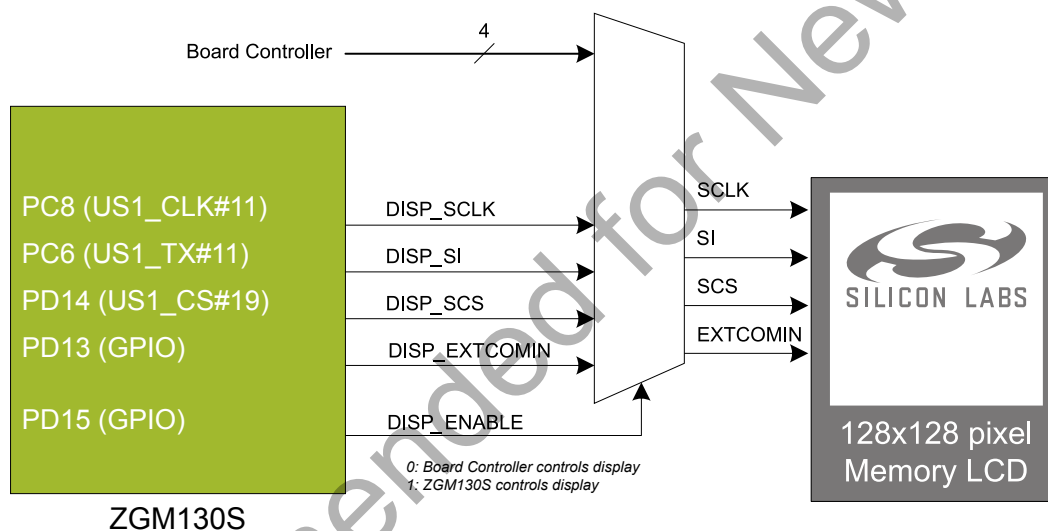 4
Board Controller
PC8 (US1_CLK#11)
PC6 (US1_TX#11)
PD14 (US1_CS#19)
PD13 (GPIO)
PD15 (GPIO)
ZGM130S
DISP_SCLK
DISP_SI
DISP_SCS
DISP_EXTCOMIN
DISP_ENABLE
0: Board Controller controls display
1: ZGM130S controls display
SCLK
SI
SCS
EXTCOMIN
SILICON LABS
128x128 pixel
Memory LCD
ended for New